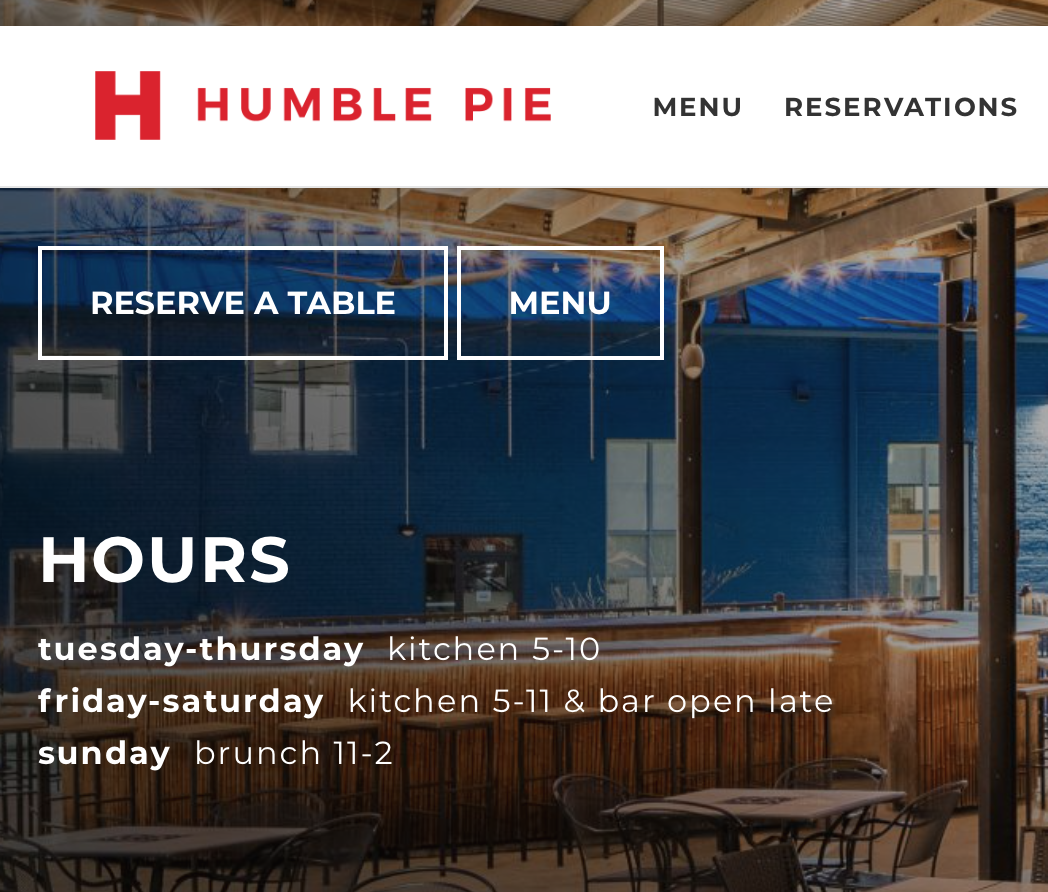 H HUMBLE PIE MENU RESERVATIONS
RESERVE A TABLE MENU
HOURS
tuesday-thursday kitchen 5-10
friday-saturday kitchen 5-11 & bar open late
sunday brunch 11-2